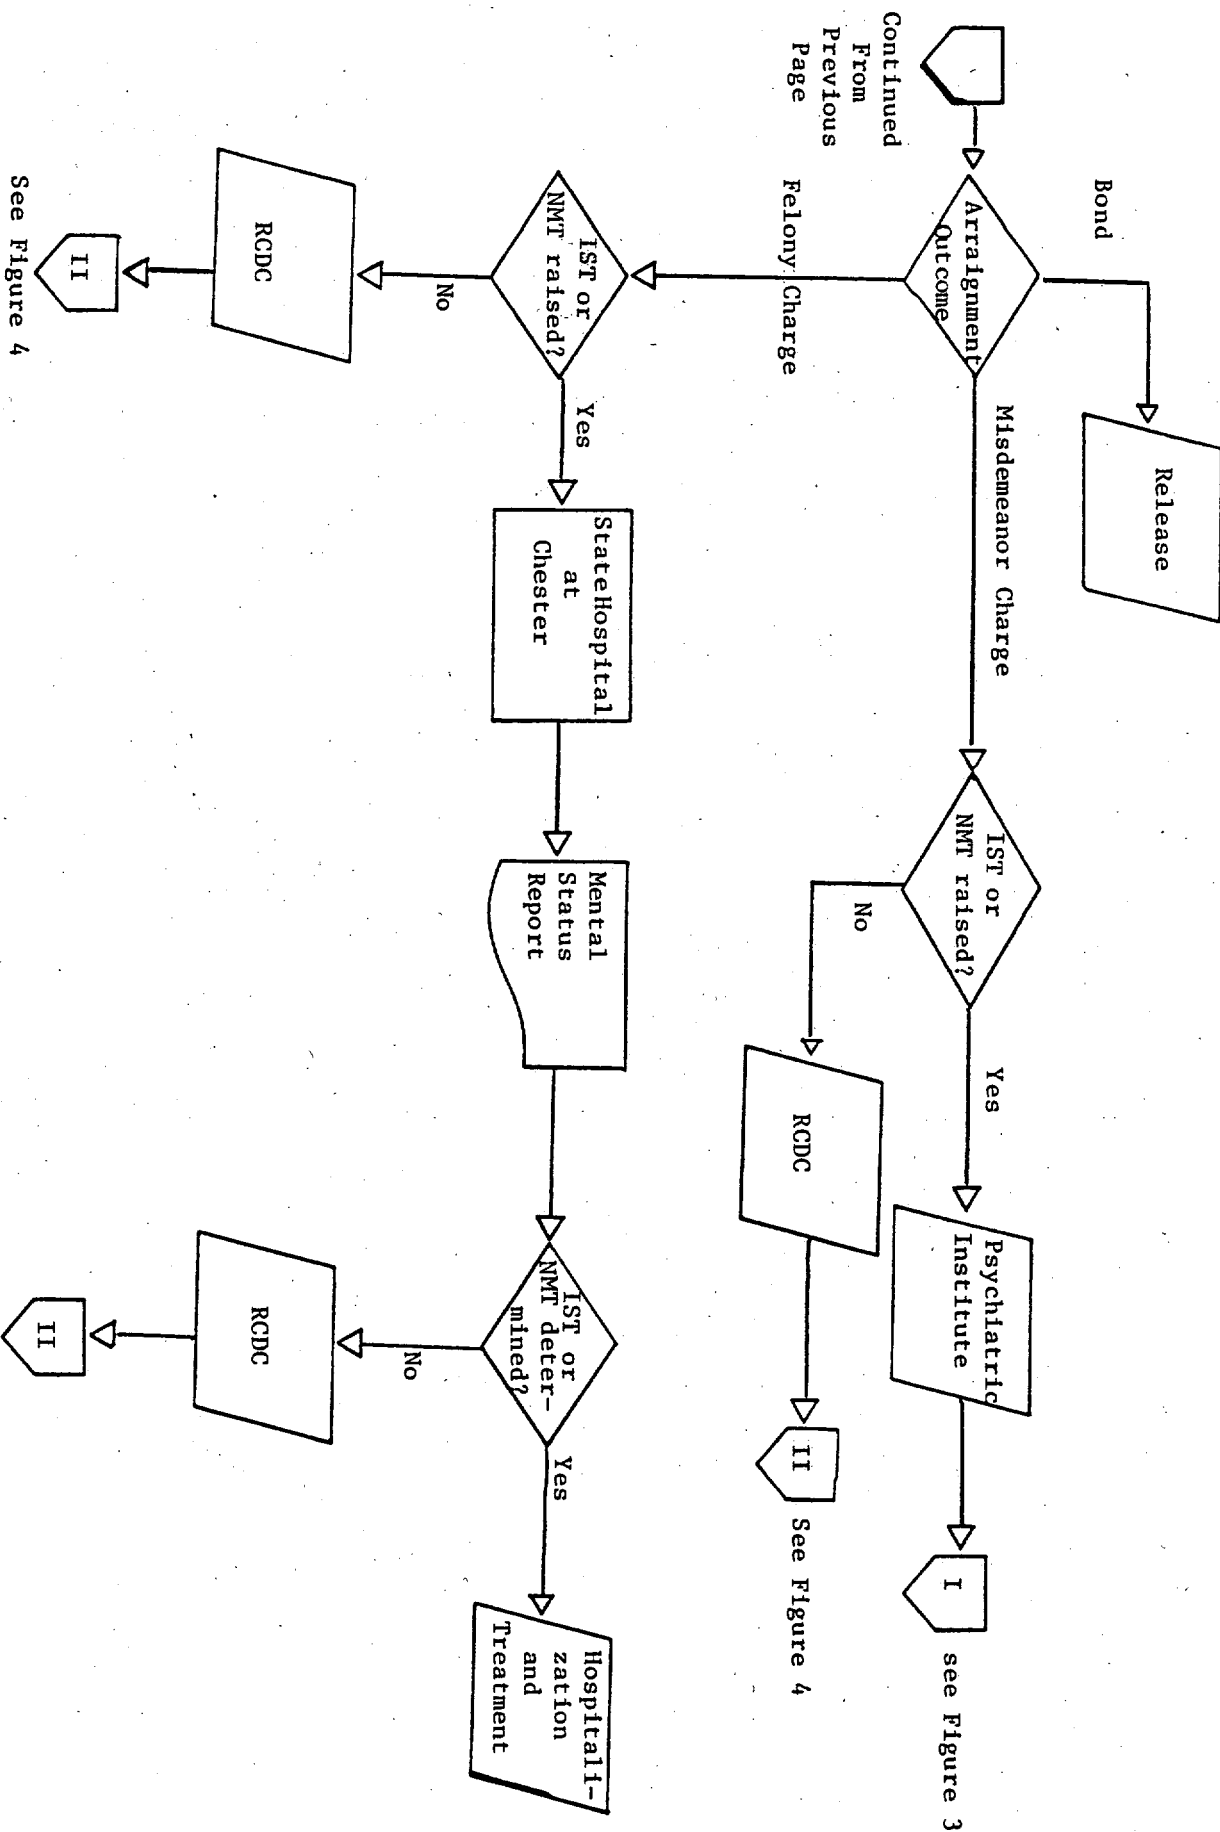 Bond
Release
Continued
From
Previous
Page
Arraignment
Outcome
Misdemeanor Charge
IST or
NMT raised?
Yes
Psychiatric
Institute
I
see Figure 3
No
RCDC
II
See Figure 4
Felony Charge
IST or
NMT raised?
Yes
State Hospital
at
Chester
Mental
Status
Report
IST or
NMT deter-
mined?
Yes
Hospitali-
zation
and
Treatment
No
RCDC
II
See Figure 4
No
RCDC
II